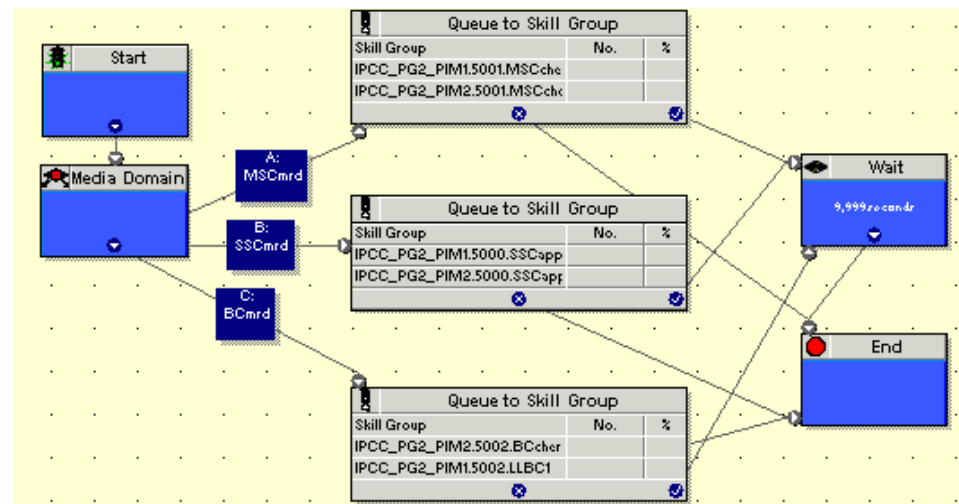 Start
Media Domain
A:
MSCmrd
B:
SSCmrd
C:
BCmrd
Queue to Skill Group
Skill Group No. %
IPCC_PG2_PIM1.5001.MSCche
IPCC_PG2_PIM2.5001.MSCche
Queue to Skill Group
Skill Group No. %
IPCC_PG2_PIM1.5000.SSCapp
IPCC_PG2_PIM2.5000.SSCapp
Queue to Skill Group
Skill Group No. %
IPCC_PG2_PIM2.5002.BCcher
IPCC_PG2_PIM1.5002.LLBC1
Wait
9,999 seconds
End